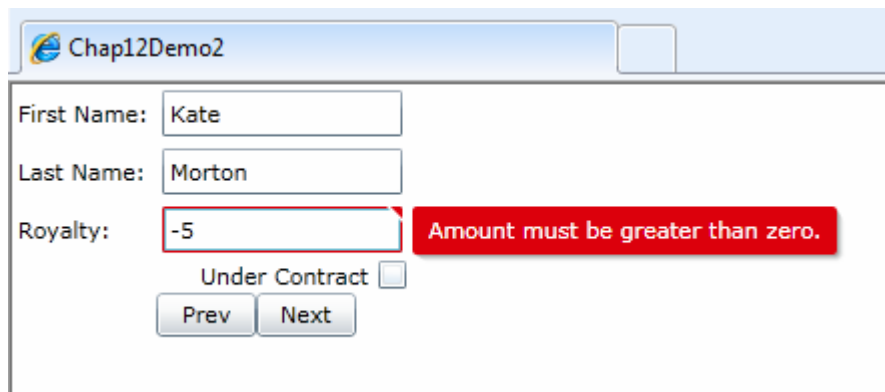 Chap12Demo2
First Name: Kate
Last Name: Morton
Royalty: -5 Amount must be greater than zero.
Under Contract
Prev Next